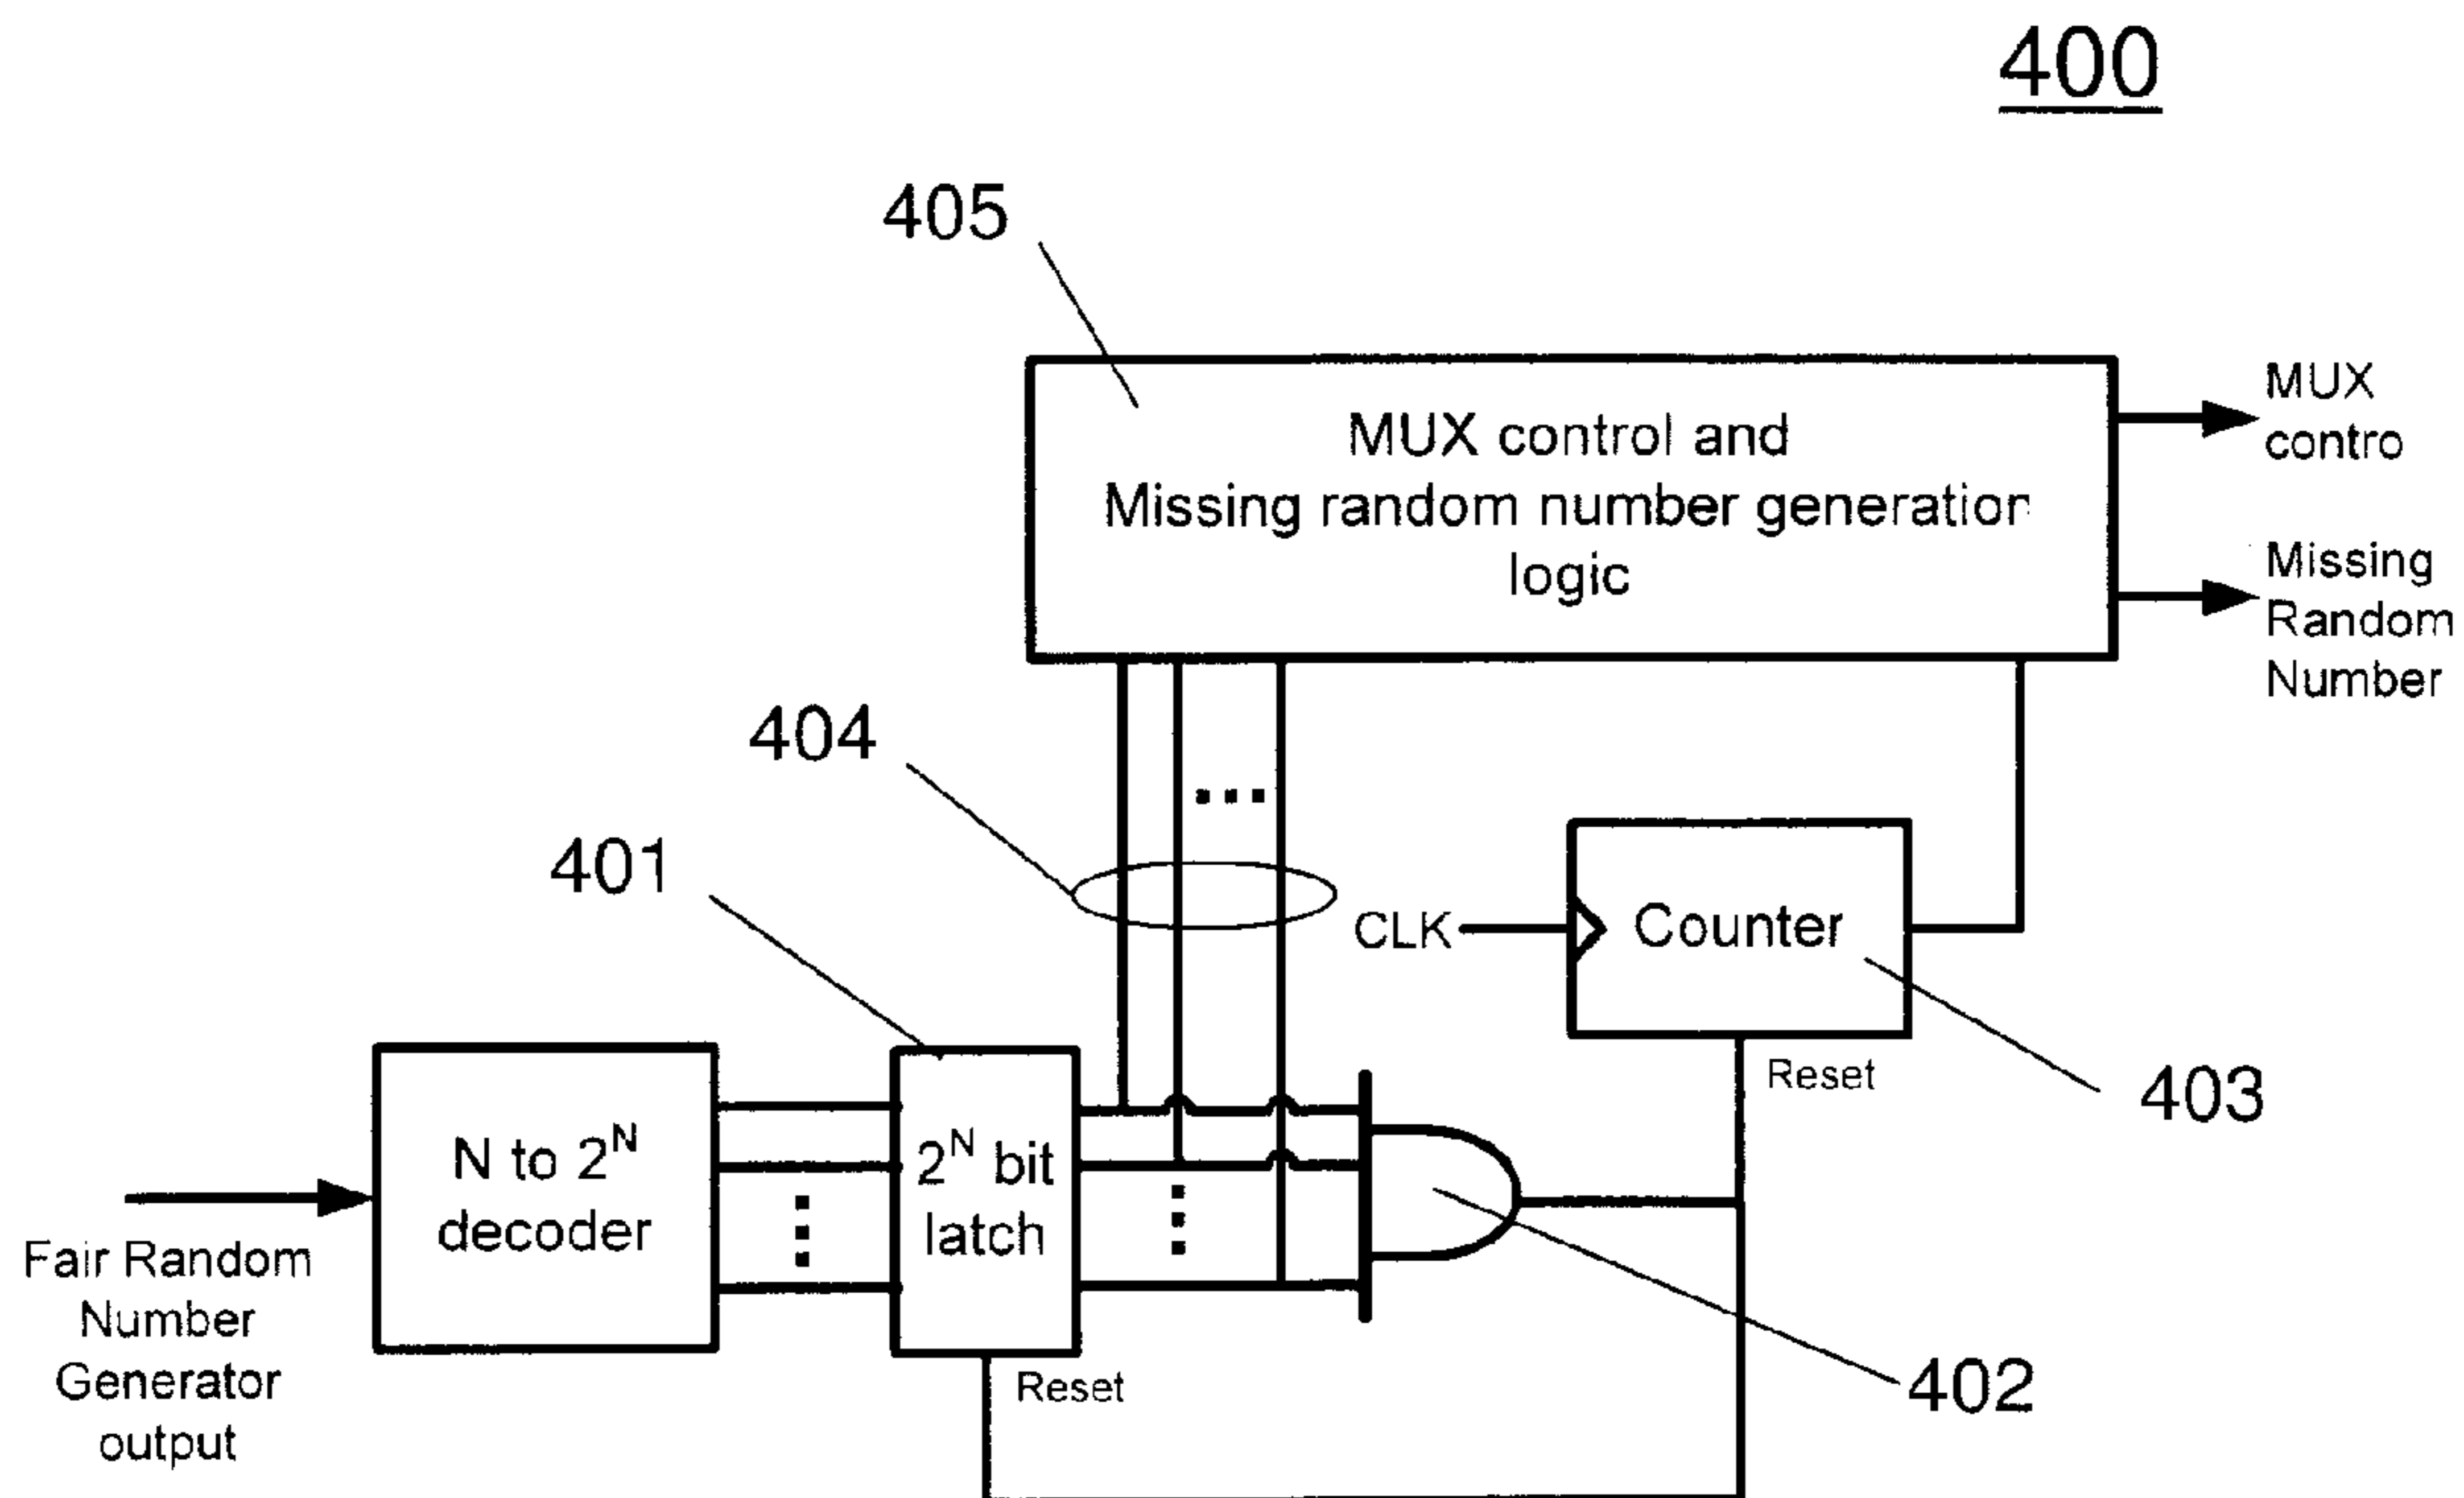 400
405
MUX control and
Missing random number generation
logic
MUX
contro
Missing
Random
Number
404
401
CLK
Counter
Reset
403
N to 2^N
decoder
2^N bit
latch
Fair Random
Number
Generator
output
Reset
402